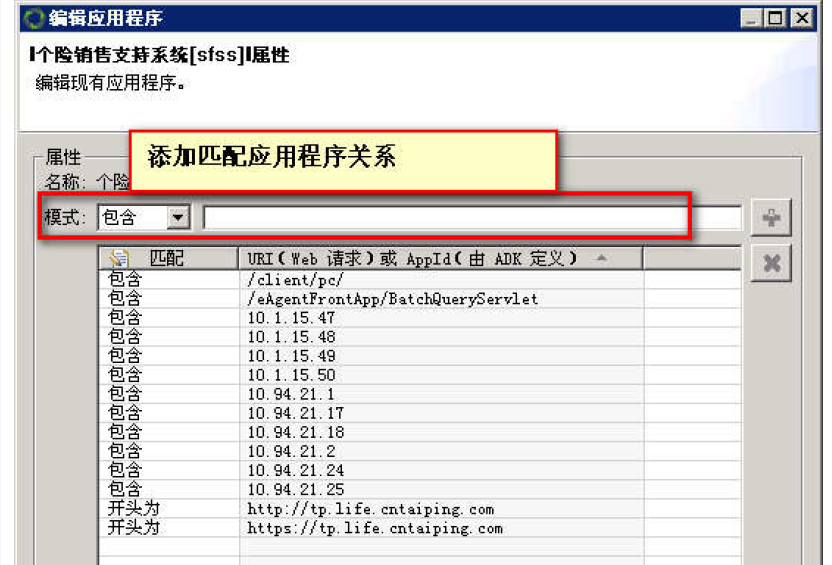 编辑应用程序
个险销售支持系统[sfss]属性
编辑现有应用程序。
添加匹配应用程序关系
属性
名称: 个险
模式: 包含
匹配 URI(Web 请求)或 AppId(由 ADK 定义)
包含 /client/pc/
包含 /eAgentFrontApp/BatchQueryServlet
包含 10.1.15.47
包含 10.1.15.48
包含 10.1.15.49
包含 10.1.15.50
包含 10.94.21.1
包含 10.94.21.17
包含 10.94.21.18
包含 10.94.21.2
包含 10.94.21.24
包含 10.94.21.25
开头为 http://tp.life.cntaiping.com
开头为 https://tp.life.cntaiping.com